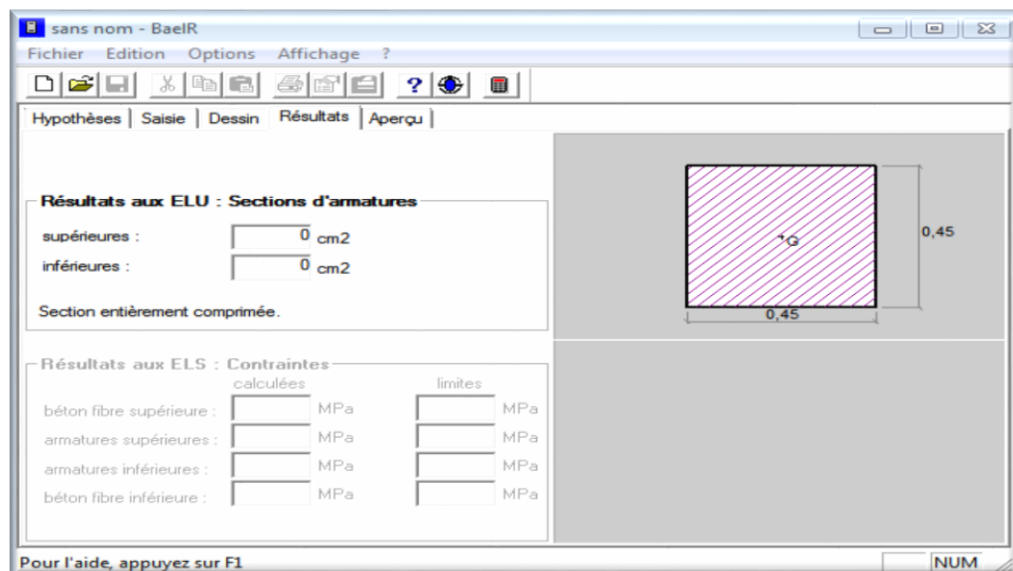 sans nom - BaelR
Fichier Edition Options Affichage ?
Hypothèses Saisie Dessin Résultats Aperçu
Résultats aux ELU : Sections d'armatures
supérieures : 0 cm2
inférieures : 0 cm2
Section entièrement comprimée.
G
0,45
0,45
Résultats aux ELS : Contraintes
calculées limites
béton fibre supérieure : MPa MPa
armatures supérieures : MPa MPa
armatures inférieures : MPa MPa
béton fibre inférieure : MPa MPa
Pour l'aide, appuyez sur F1 NUM